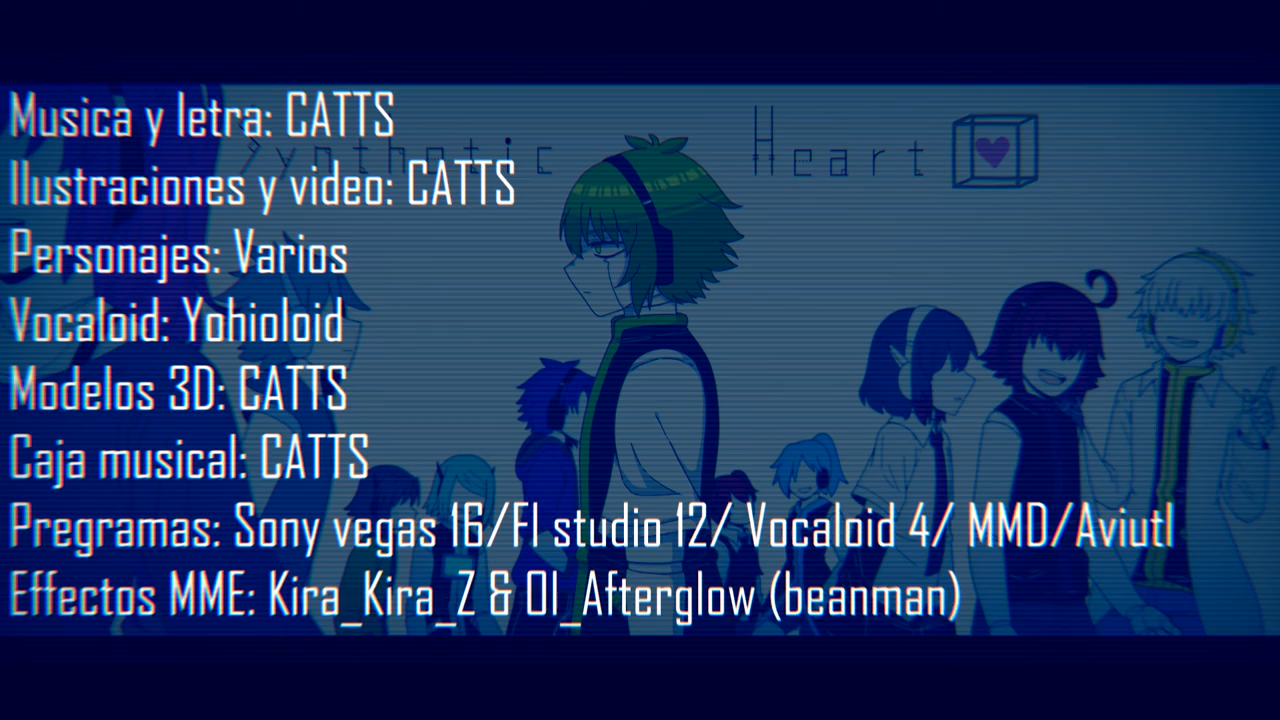 Musica y letra: CATTS
Synthetic Heart
Ilustraciones y video: CATTS
Personajes: Varios
Vocaloid: Yohioloid
Modelos 3D: CATTS
Caja musical: CATTS
Pregramas: Sony vegas 16/Fl studio 12/ Vocaloid 4/ MMD/Aviutl
Effectos MME: Kira_Kira_Z & Ol_Afterglow (beanman)